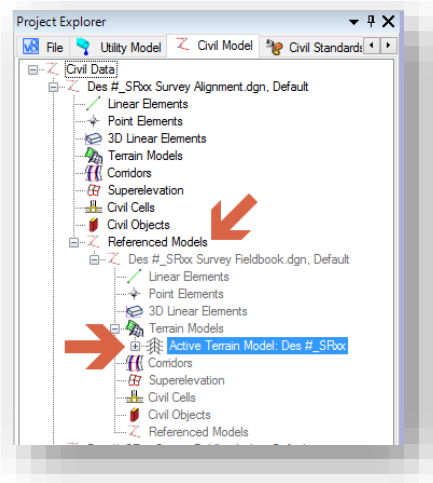 Project Explorer
File Utility Model Civil Model Civil Standards
Civil Data
Des #_SRxx Survey Alignment.dgn, Default
Linear Elements
Point Elements
3D Linear Elements
Terrain Models
Corridors
Superelevation
Civil Cells
Civil Objects
Referenced Models
Des #_SRxx Survey Fieldbook.dgn, Default
Linear Elements
Point Elements
3D Linear Elements
Terrain Models
Active Terrain Model: Des #_SRxx
Corridors
Superelevation
Civil Cells
Civil Objects
Referenced Models